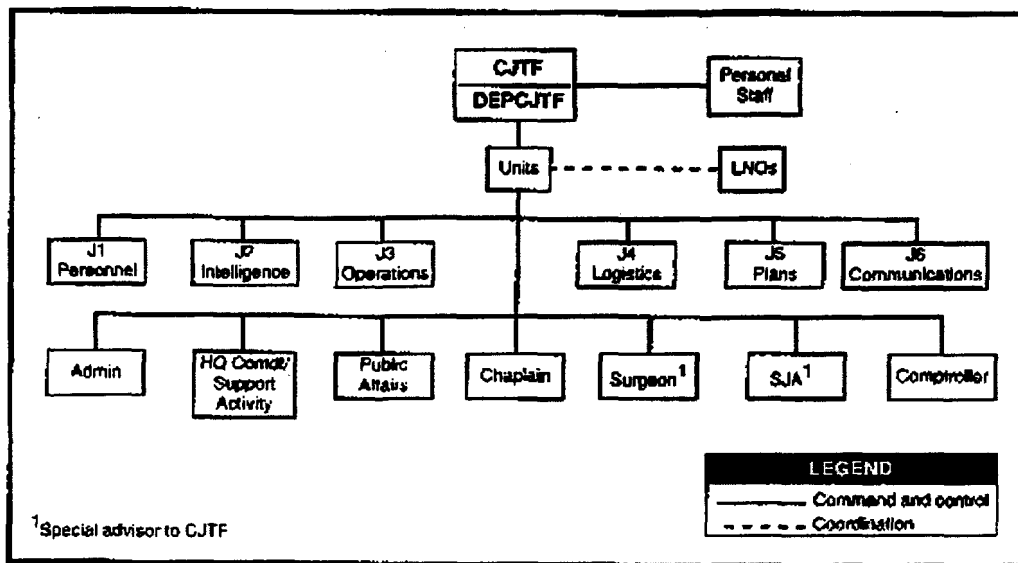 CJTF
DEPCJTF
Personal
Staff
Units
LNOs
J1
Personnel
J2
Intelligence
J3
Operations
J4
Logistics
J5
Plans
J6
Communications
Admin
HQ Comdt/
Support
Activity
Public
Affairs
Chaplain
Surgeon1
SJA1
Comptroller
LEGEND
Command and control
Coordination
1Special advisor to CJTF